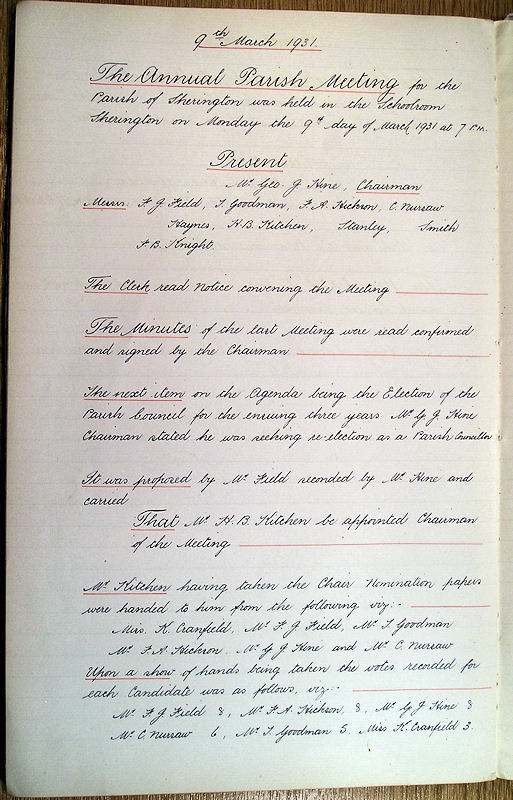 9th March 1931.
The Annual Parish Meeting for the
Parish of Sherington was held in the Schoolroom
Sherington on Monday the 9th day of March 1931 at 7 P.m.
Present
Mr Geo. J Hine, Chairman
Messrs. F J Field, S Goodman, F. A. Hickson, C. Nursaw
Haynes, H. B. Kitchen, Stanley, Smith
F. B. Knight.
The Clerk read Notice convening the Meeting
The Minutes of the last Meeting were read confirmed
and signed by the Chairman
The next item on the Agenda being the Election of the
Parish Council for the ensuing three years Mr G J Hine
Chairman stated he was seeking re-election as a Parish Councillor
It was proposed by Mr Field seconded by Mr Hine and
carried
That Mr H. B. Kitchen be appointed Chairman
of the Meeting
Mr Kitchen having taken the Chair Nomination papers
were handed to him from the following viz:-
Miss. K. Cranfield, Mr F. J Field, Mr S. Goodman
Mr F. A Hickson, Mr G J Hine and Mr C. Nursaw
Upon a show of hands being taken the votes recorded for
each Candidate was as follows, viz:-
Mr F. J Field 8, Mr F. A. Hickson, 8, Mr G J Hine 8
Mr C. Nursaw 6, Mr S. Goodman 5, Miss K. Cranfield 3.